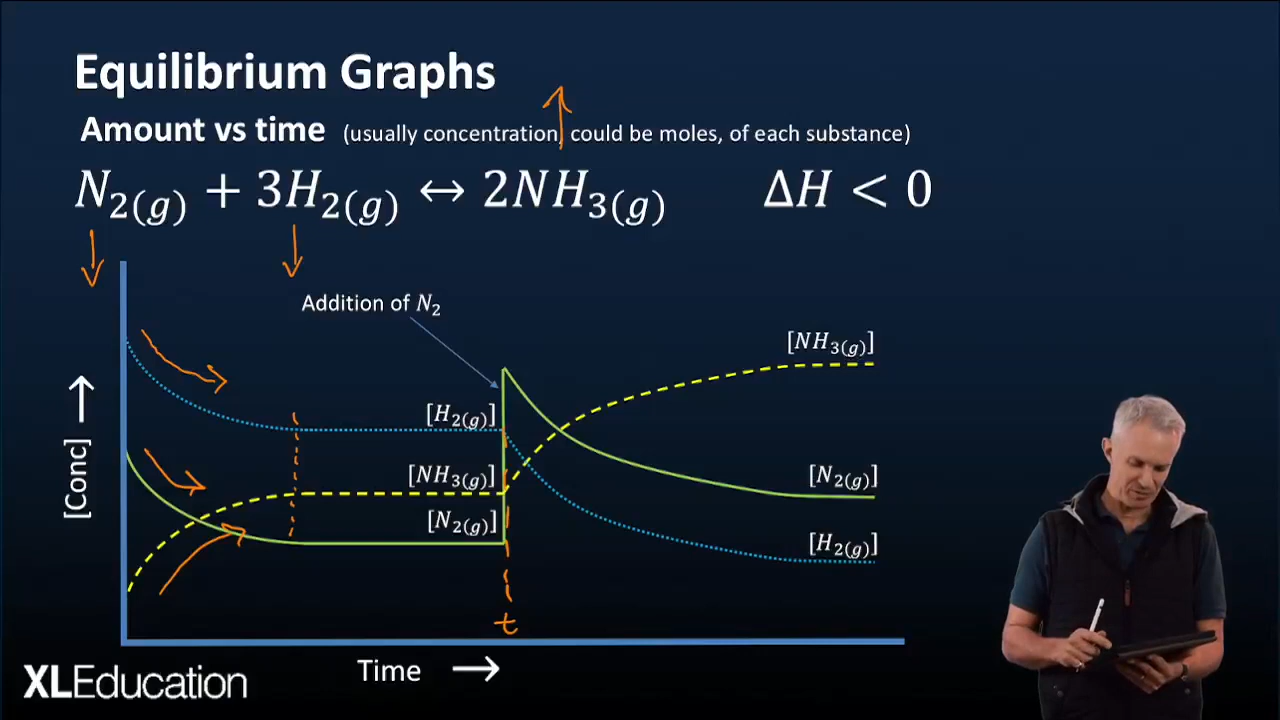 Equilibrium Graphs
Amount vs time (usually concentration, could be moles, of each substance)
N₂(g) + 3H₂(g) ↔ 2NH₃(g) ΔH < 0
Addition of N₂
[NH₃(g)]
[H₂(g)]
[NH₃(g)]
[N₂(g)]
[N₂(g)]
[H₂(g)]
[Conc] →
t
Time →
XLEducation